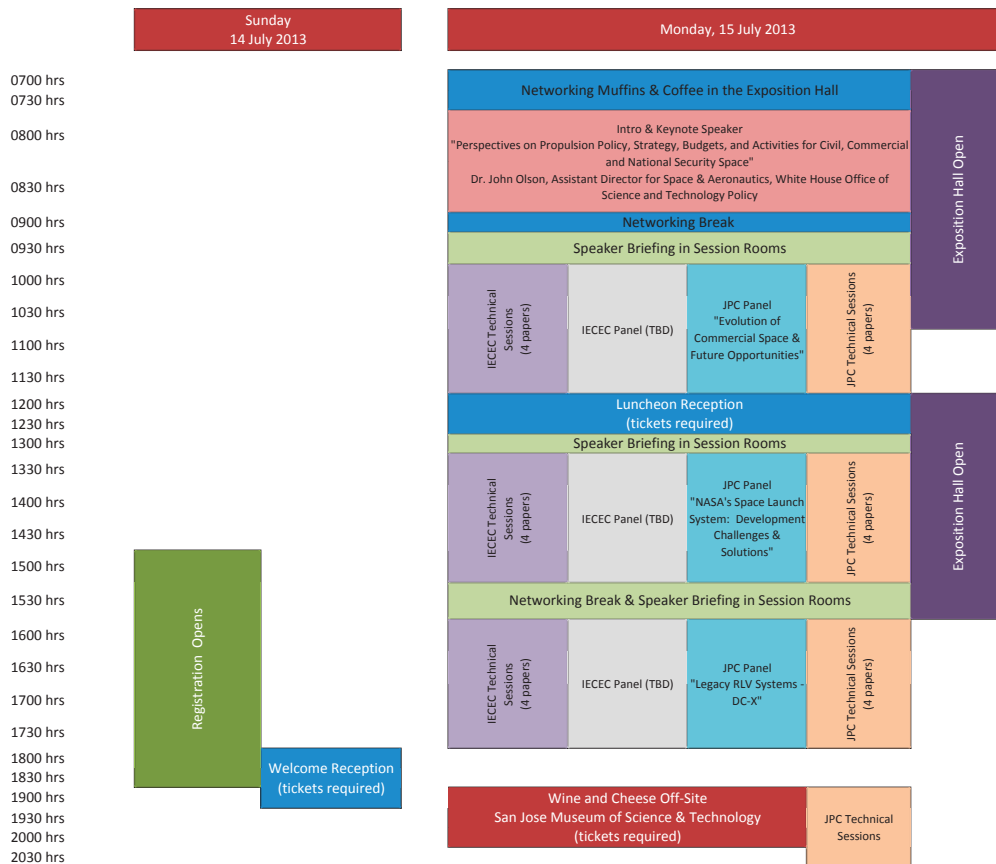 Sunday
14 July 2013
Monday, 15 July 2013
0700 hrs
0730 hrs
0800 hrs
0830 hrs
0900 hrs
0930 hrs
1000 hrs
1030 hrs
1100 hrs
1130 hrs
1200 hrs
1230 hrs
1300 hrs
1330 hrs
1400 hrs
1430 hrs
1500 hrs
1530 hrs
1600 hrs
1630 hrs
1700 hrs
1730 hrs
1800 hrs
1830 hrs
1900 hrs
1930 hrs
2000 hrs
2030 hrs
Registration Opens
Welcome Reception
(tickets required)
Networking Muffins & Coffee in the Exposition Hall
Intro & Keynote Speaker
"Perspectives on Propulsion Policy, Strategy, Budgets, and Activities for Civil, Commercial
and National Security Space"
Dr. John Olson, Assistant Director for Space & Aeronautics, White House Office of
Science and Technology Policy
Networking Break
Speaker Briefing in Session Rooms
IECEC Technical
Sessions
(4 papers)
IECEC Panel (TBD)
JPC Panel
"Evolution of
Commercial Space &
Future Opportunities"
JPC Technical Sessions
(4 papers)
Exposition Hall Open
Luncheon Reception
(tickets required)
Speaker Briefing in Session Rooms
IECEC Technical
Sessions
(4 papers)
IECEC Panel (TBD)
JPC Panel
"NASA's Space Launch
System: Development
Challenges &
Solutions"
JPC Technical Sessions
(4 papers)
Exposition Hall Open
Networking Break & Speaker Briefing in Session Rooms
IECEC Technical
Sessions
(4 papers)
IECEC Panel (TBD)
JPC Panel
"Legacy RLV Systems -
DC-X"
JPC Technical Sessions
(4 papers)
Wine and Cheese Off-Site
San Jose Museum of Science & Technology
(tickets required)
JPC Technical
Sessions